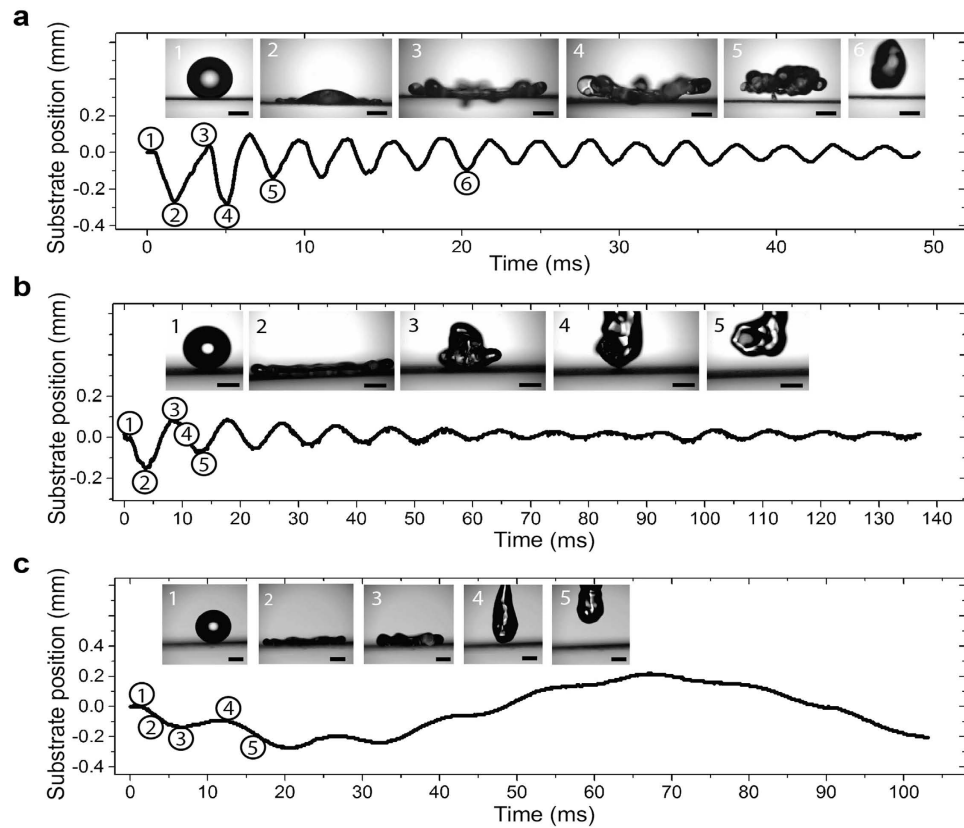 a
Substrate position (mm)
1 2 3 4 5 6
0.2
0.0
-0.2
-0.4
1 2 3 4 5 6
0 10 20 30 40 50
Time (ms)
b
Substrate position (mm)
1 2 3 4 5
0.2
0.0
-0.2
1 2 3 4 5
0 10 20 30 40 50 60 70 80 90 100 110 120 130 140
Time (ms)
c
Substrate position (mm)
1 2 3 4 5
0.4
0.2
0.0
-0.2
-0.4
1 2 3 4 5
0 10 20 30 40 50 60 70 80 90 100
Time (ms)